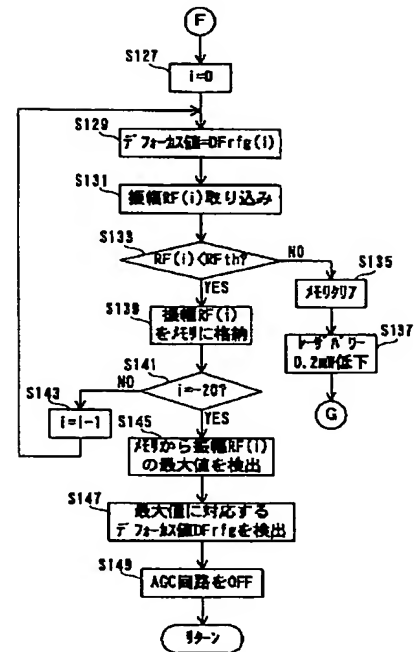 F
S127
i=0
S129
デフォーカス値=DFrfg(i)
S131
振幅RF(i)取り込み
S133
RF(i)<RFth?
NO
S135
メモリクリア
YES
S137
レーザパワー
0.2mW低下
G
S139
振幅RF(i)
をメモリに格納
S141
i=-20?
NO
S143
i=i-1
YES
S145
メモリから振幅RF(i)
の最大値を検出
S147
最大値に対応する
デフォーカス値DFrfgを検出
S149
AGC回路をOFF
リターン